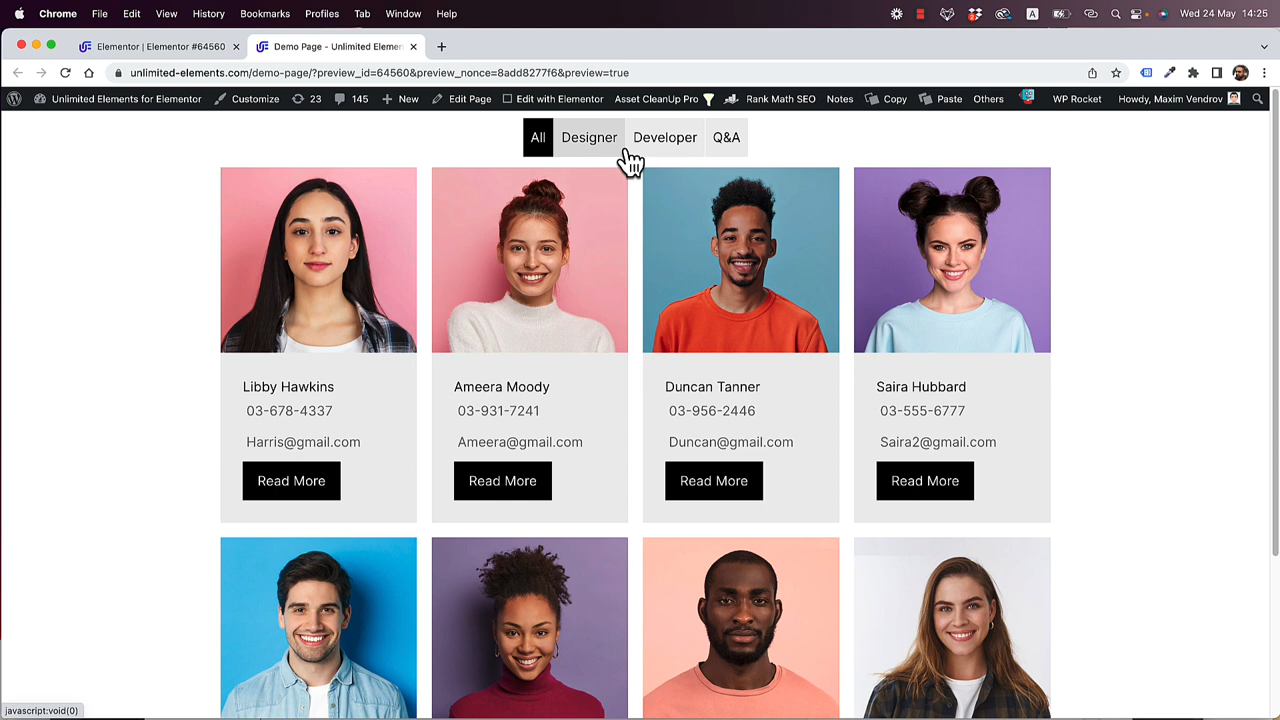 Chrome File Edit View History Bookmarks Profiles Tab Window Help A Wed 24 May 14:25
Elementor | Elementor #64560 Demo Page - Unlimited Elemen
unlimited-elements.com/demo-page/?preview_id=64560&preview_nonce=8add8277f6&preview=true
Unlimited Elements for Elementor Customize 23 145 New Edit Page Edit with Elementor Asset CleanUp Pro Rank Math SEO Notes Copy Paste Others WP Rocket Howdy, Maxim Vendrov
All Designer Developer Q&A
Libby Hawkins Ameera Moody Duncan Tanner Saira Hubbard
03-678-4337 03-931-7241 03-956-2446 03-555-6777
Harris@gmail.com Ameera@gmail.com Duncan@gmail.com Saira2@gmail.com
Read More Read More Read More Read More
javascript:void(0)